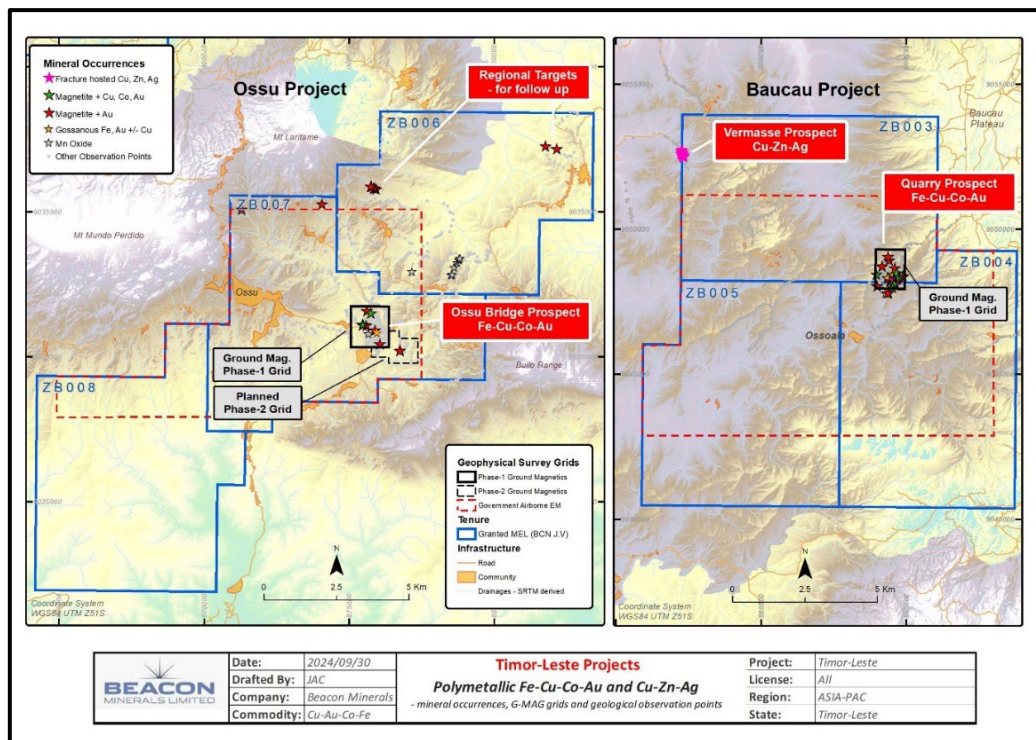 Mineral Occurrences
Fracture hosted Cu, Zn, Ag
Magnetite + Cu, Co, Au
Magnetite + Au
Gossanous Fe, Au +/- Cu
Mn Oxide
Other Observation Points
Ossu Project
Regional Targets
- for follow up
Mt Laritame
ZB006
ZB007
9035000
9035000
Mt Mundo Perdido
Ossu
Ossu Bridge Prospect
Fe-Cu-Co-Au
Ground Mag.
Phase-1 Grid
Planned
Phase-2 Grid
Builo Range
ZB008
Geophysical Survey Grids
Phase-1 Ground Magnetics
Phase-2 Ground Magnetics
Government Airborne EM
Tenure
Granted MEL (BCN J.V)
Infrastructure
Road
Community
Drainages - SRTM derived
N
0
2.5
5 Km
Coordinate System
WGS84 UTM Z51S
Baucau Project
Baucau
Plateau
ZB003
Vermasse Prospect
Cu-Zn-Ag
Quarry Prospect
Fe-Cu-Co-Au
ZB004
ZB005
Ground Mag.
Phase-1 Grid
Ossoala
N
0
2.5
5 Km
Coordinate System
WGS84 UTM Z51S
BEACON
MINERALS LIMITED
Date: 2024/09/30
Drafted By: JAC
Company: Beacon Minerals
Commodity: Cu-Au-Co-Fe
Timor-Leste Projects
Polymetallic Fe-Cu-Co-Au and Cu-Zn-Ag
- mineral occurrences, G-MAG grids and geological observation points
Project: Timor-Leste
License: All
Region: ASIA-PAC
State: Timor-Leste